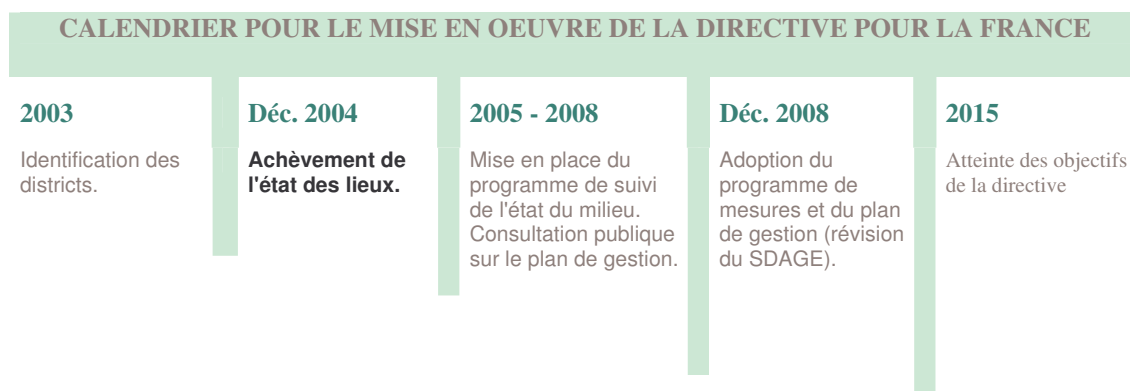 CALENDRIER POUR LE MISE EN OEUVRE DE LA DIRECTIVE POUR LA FRANCE
2003
Identification des
districts.
Déc. 2004
Achèvement de
l'état des lieux.
2005 - 2008
Mise en place du
programme de suivi
de l'état du milieu.
Consultation publique
sur le plan de gestion.
Déc. 2008
Adoption du
programme de
mesures et du plan
de gestion (révision
du SDAGE).
2015
Atteinte des objectifs
de la directive